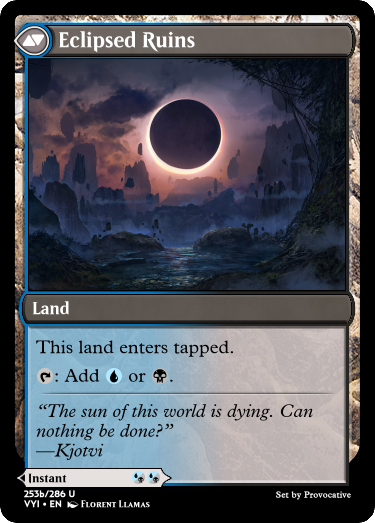 Eclipsed Ruins
Land
This land enters tapped.
: Add or .
“The sun of this world is dying. Can
nothing be done?”
—Kjotvi
Instant
253b/286 U
VYI • EN Florent Llamas
Set by Provocative